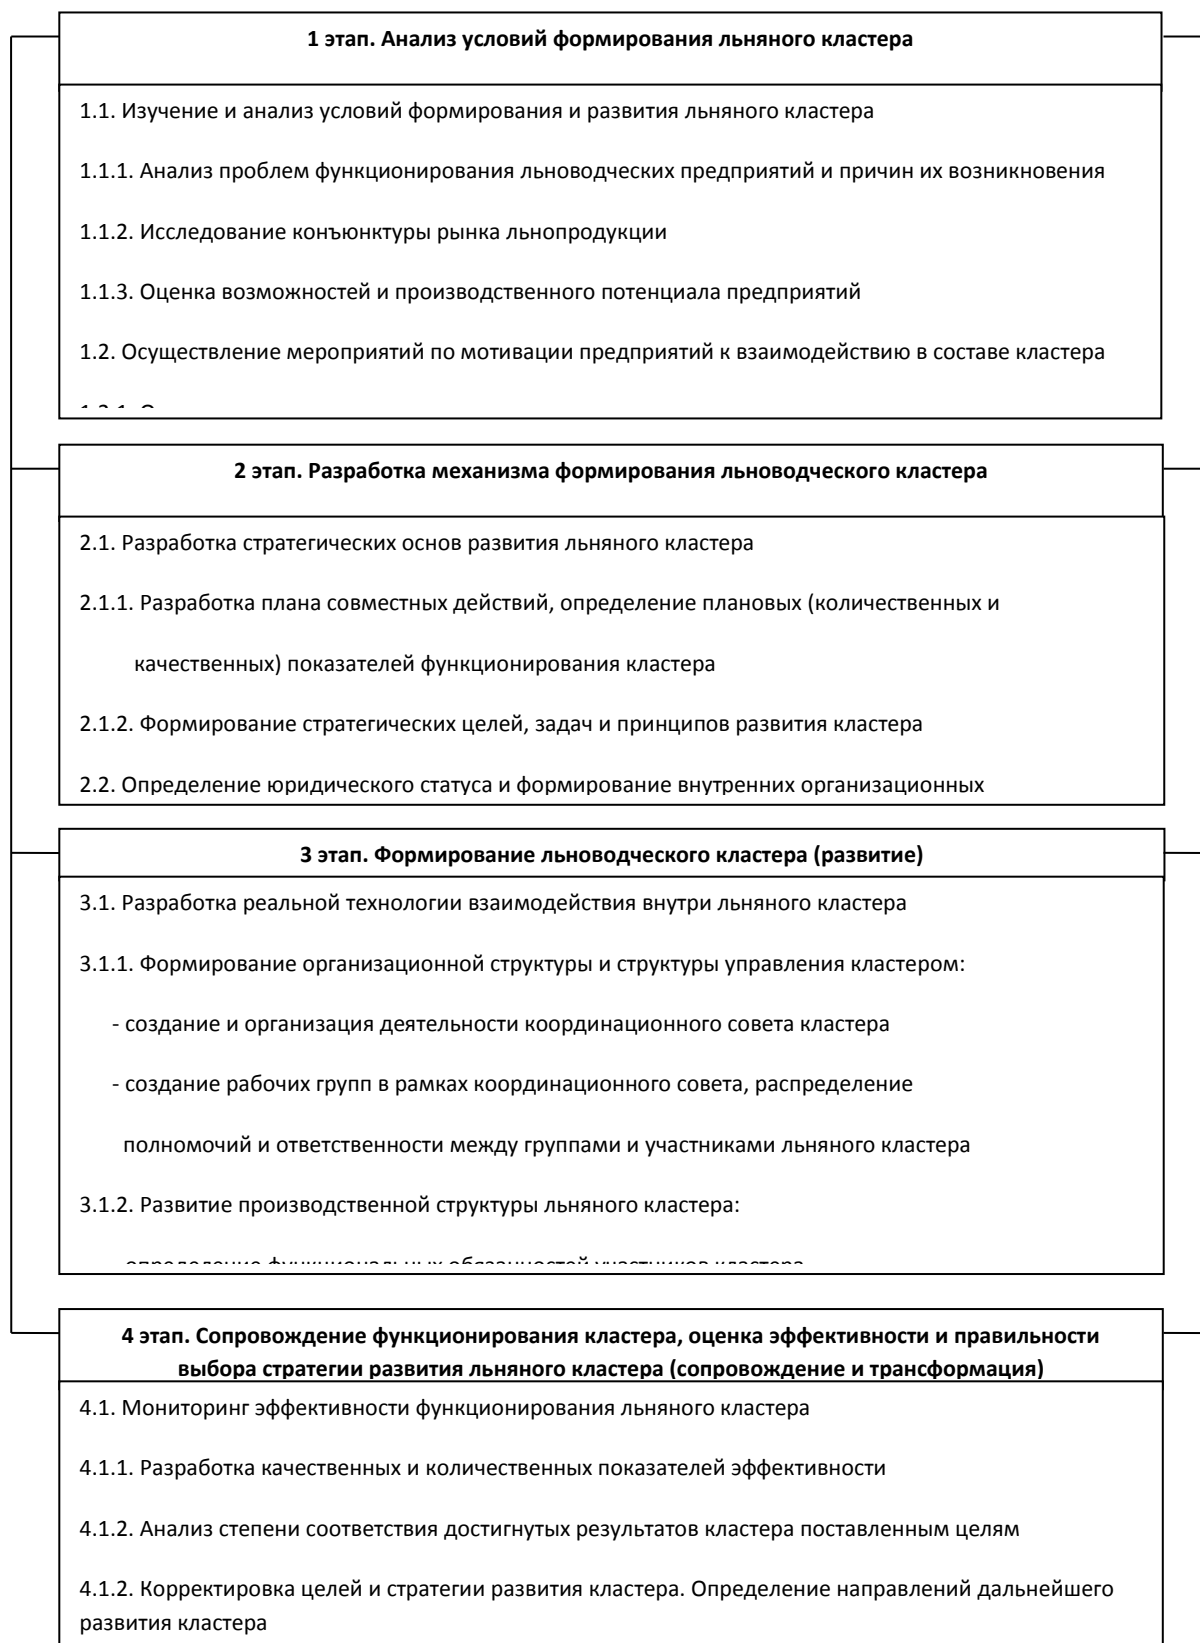 1 этап. Анализ условий формирования льняного кластера
1.1. Изучение и анализ условий формирования и развития льняного кластера
1.1.1. Анализ проблем функционирования льноводческих предприятий и причин их возникновения
1.1.2. Исследование конъюнктуры рынка льнопродукции
1.1.3. Оценка возможностей и производственного потенциала предприятий
1.2. Осуществление мероприятий по мотивации предприятий к взаимодействию в составе кластера
2 этап. Разработка механизма формирования льноводческого кластера
2.1. Разработка стратегических основ развития льняного кластера
2.1.1. Разработка плана совместных действий, определение плановых (количественных и
качественных) показателей функционирования кластера
2.1.2. Формирование стратегических целей, задач и принципов развития кластера
2.2. Определение юридического статуса и формирование внутренних организационных
3 этап. Формирование льноводческого кластера (развитие)
3.1. Разработка реальной технологии взаимодействия внутри льняного кластера
3.1.1. Формирование организационной структуры и структуры управления кластером:
- создание и организация деятельности координационного совета кластера
- создание рабочих групп в рамках координационного совета, распределение
полномочий и ответственности между группами и участниками льняного кластера
3.1.2. Развитие производственной структуры льняного кластера:
определение функциональных обязанностей участников кластера
4 этап. Сопровождение функционирования кластера, оценка эффективности и правильности
выбора стратегии развития льняного кластера (сопровождение и трансформация)
4.1. Мониторинг эффективности функционирования льняного кластера
4.1.1. Разработка качественных и количественных показателей эффективности
4.1.2. Анализ степени соответствия достигнутых результатов кластера поставленным целям
4.1.2. Корректировка целей и стратегии развития кластера. Определение направлений дальнейшего
развития кластера